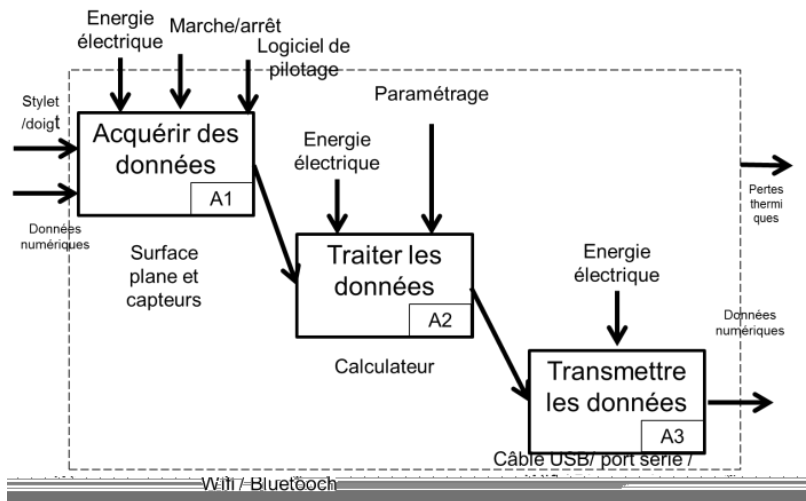 Energie
électrique
Marche/arrêt
Logiciel de
pilotage
Stylet
/doigt
Paramétrage
Acquérir des
données
A1
Energie
électrique
Données
numériques
Pertes
thermi
ques
Surface
plane et
capteurs
Traiter les
données
A2
Energie
électrique
Calculateur
Données
numériques
Transmettre
les données
A3
Câble USB/ port série /
Wifi / Bluetooch